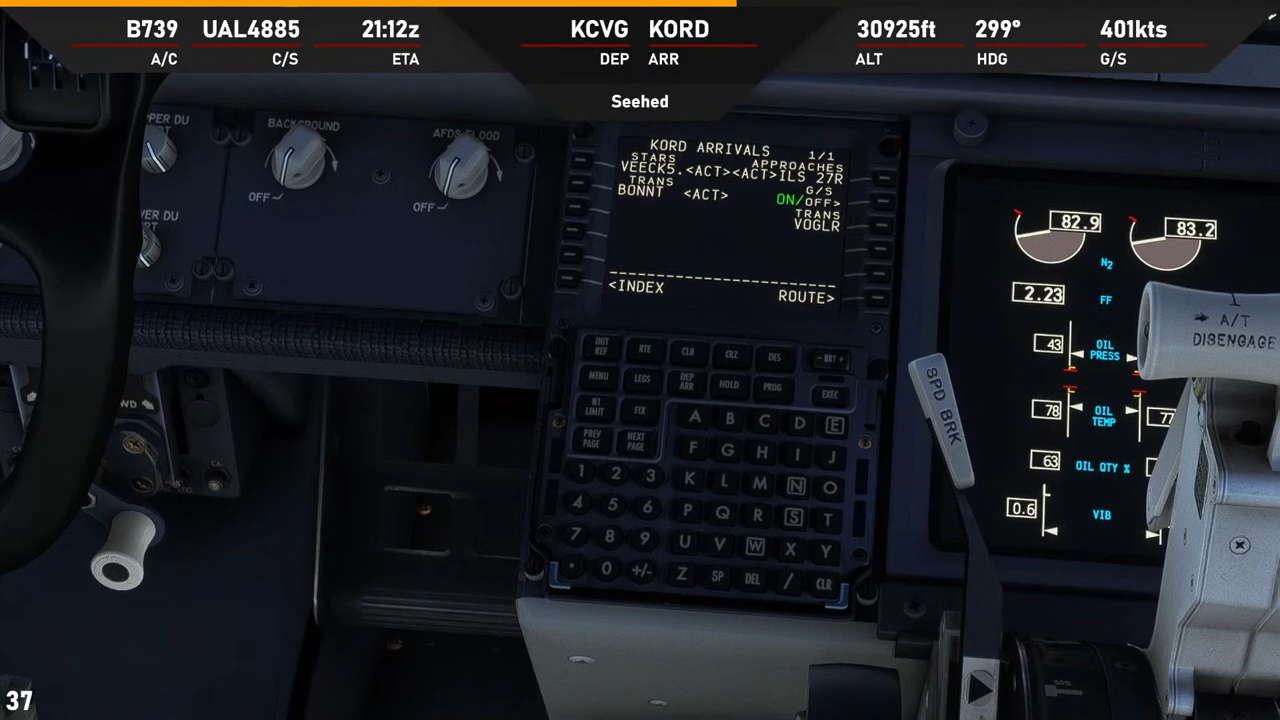 B739 UAL4885 21:12z KCVG KORD 30925ft 299° 401kts
A/C C/S ETA DEP ARR ALT HDG G/S
Seehed
BACKGROUND
AFDS FLOOD
OFF
OFF
KORD ARRIVALS 1/1
STARS APPROACHES
VEECK5.<ACT><ACT>ILS 27R
TRANS G/S
BONNT <ACT> ON/OFF>
TRANS
VOGLR
--------------------------
<INDEX ROUTE>
INIT REF RTE CLB CRZ DES - BRT +
MENU LEGS DEP ARR HOLD PROG EXEC
N1 LIMIT FIX
PREV PAGE NEXT PAGE
A B C D E
F G H I J
1 2 3 K L M N O
4 5 6 P Q R S T
7 8 9 U V W X Y
. 0 +/- Z SP DEL / CLR
82.9 83.2
N2
2.23 FF
43 OIL PRESS
78 OIL TEMP 77
63 OIL QTY %
0.6 VIB
A/T
DISENGAGE
SPD BRK
37